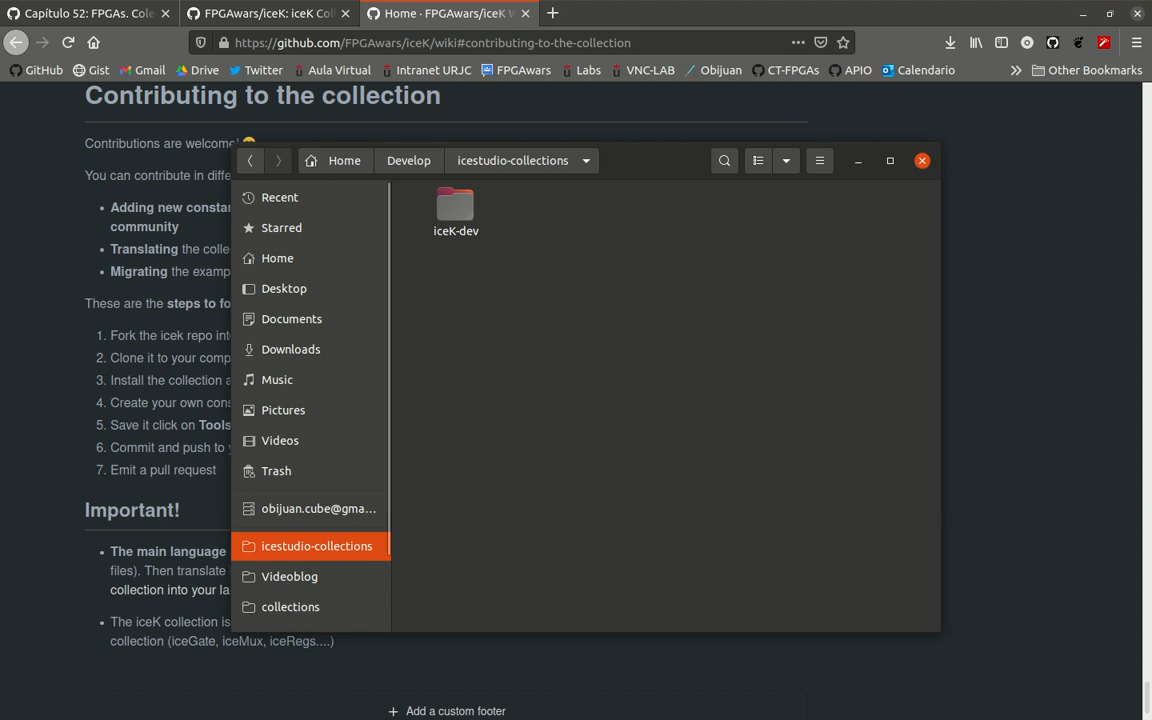 Capítulo 52: FPGAs. Cole
FPGAwars/iceK: iceK Col
Home · FPGAwars/iceK W
https://github.com/FPGAwars/iceK/wiki#contributing-to-the-collection
GitHub Gist Gmail Drive Twitter Aula Virtual Intranet URJC FPGAwars Labs VNC-LAB Obijuan CT-FPGAs APIO Calendario Other Bookmarks
Contributing to the collection
Contributions are welcome!
You can contribute in diffe
Adding new constan
community
Translating the colle
Migrating the examp
These are the steps to fo
1. Fork the icek repo int
2. Clone it to your comp
3. Install the collection a
4. Create your own cons
5. Save it click on Tools
6. Commit and push to y
7. Emit a pull request
Important!
The main language
files). Then translate
collection into your la
The iceK collection is
collection (iceGate, iceMux, iceRegs....)
Add a custom footer
Home Develop icestudio-collections
Recent
Starred
Home
Desktop
Documents
Downloads
Music
Pictures
Videos
Trash
obijuan.cube@gma...
icestudio-collections
Videoblog
collections
iceK-dev